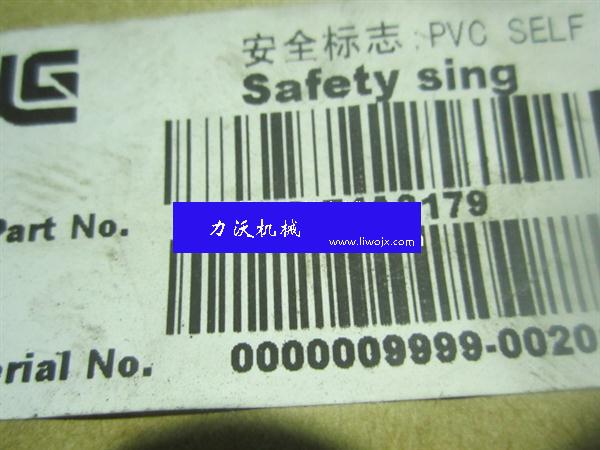 安全标志:PVC SELF
Safety sing
Part No.
179
力沃机械
www.liwojx.com
erial No.
0000009999-0020